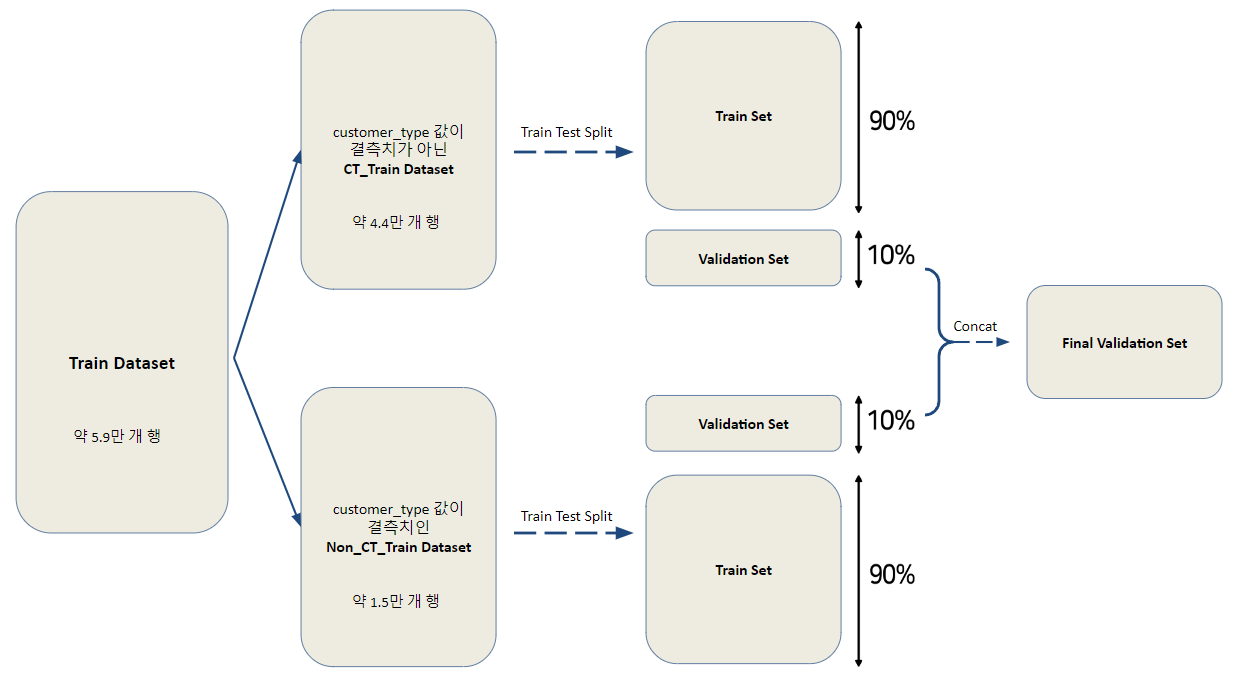 Train Dataset
약 5.9만 개 행
customer_type 값이
결측치가 아닌
CT_Train Dataset
약 4.4만 개 행
Train Test Split
Train Set
90%
Validation Set
10%
customer_type 값이
결측치인
Non_CT_Train Dataset
약 1.5만 개 행
Train Test Split
Validation Set
10%
Train Set
90%
Concat
Final Validation Set